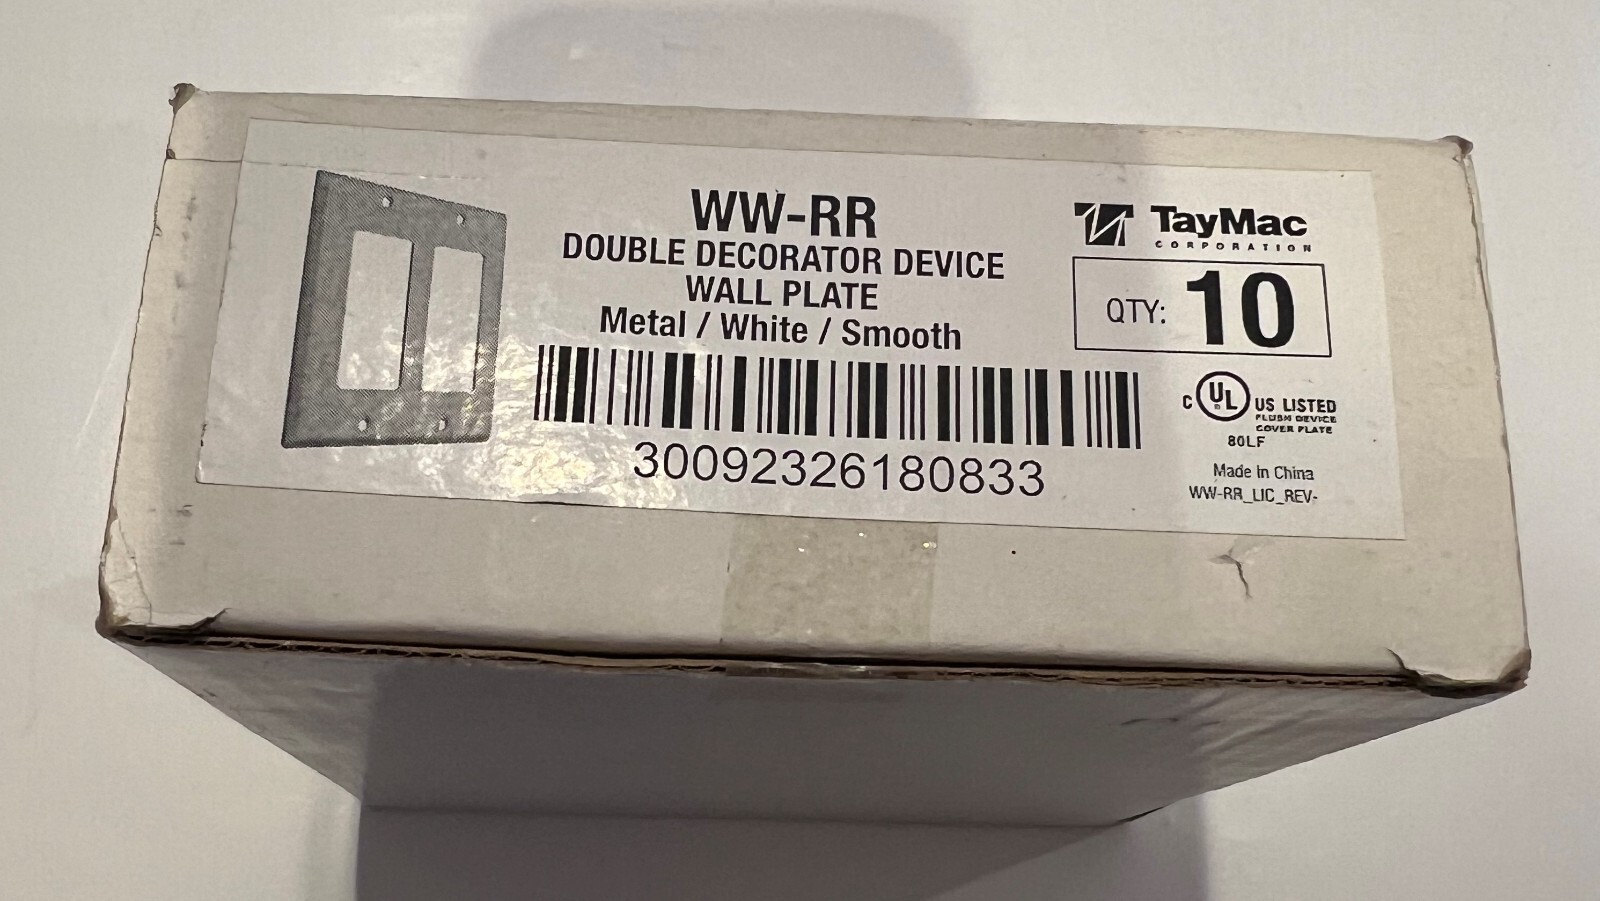 WW-RR
DOUBLE DECORATOR DEVICE
WALL PLATE
Metal / White / Smooth
30092326180833
TayMac
CORPORATION
QTY: 10
C UL US LISTED
FLUSH DEVICE
COVER PLATE
80LF
Made in China
WW-RR_LIC_REV-